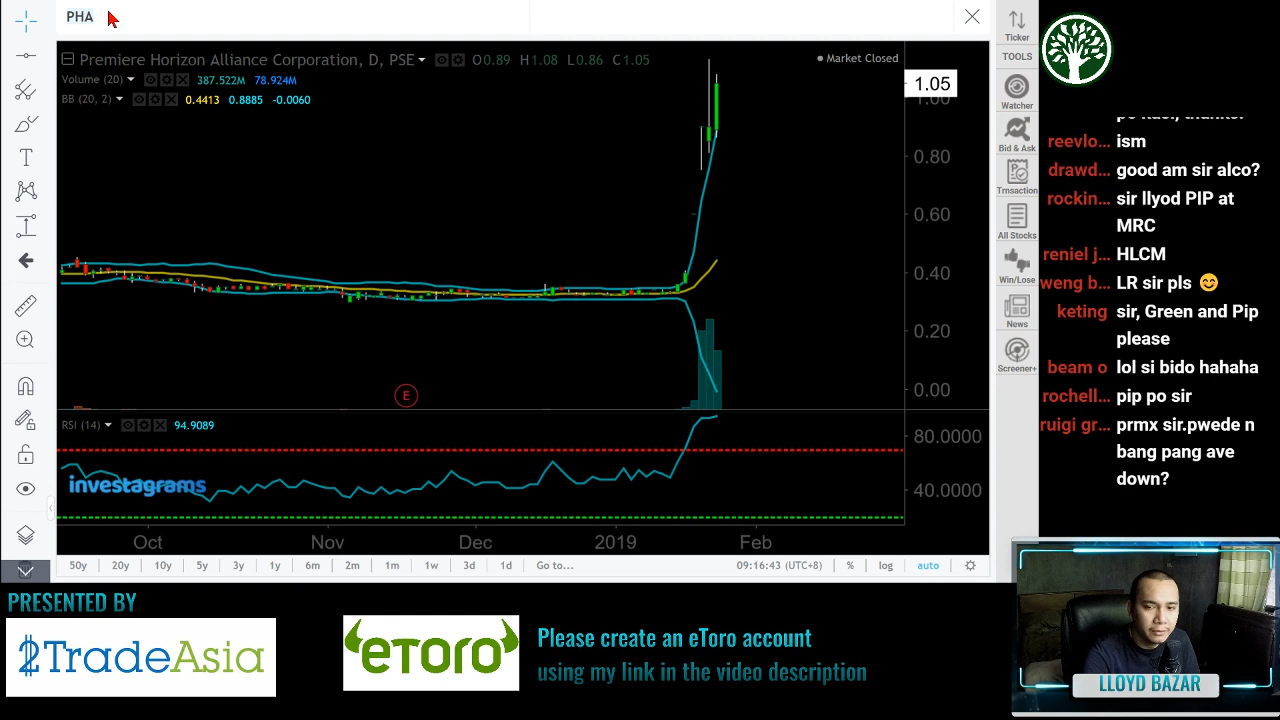 PHA
Premiere Horizon Alliance Corporation, D, PSE O0.89 H1.08 L0.86 C1.05
Market Closed
Volume (20) 387.522M 78.924M
BB (20, 2) 0.4413 0.8885 -0.0060
1.05
1.00
0.80
0.60
0.40
0.20
0.00
E
RSI (14) 94.9089
80.0000
40.0000
investagrams
Oct Nov Dec 2019 Feb
50y 20y 10y 5y 3y 1y 6m 2m 1m 1w 3d 1d Go to... 09:16:43 (UTC+8) % log auto
Ticker
TOOLS
Watcher
Bid & Ask
Trnsaction
All Stocks
Win/Lose
News
Screener+
reevlo... ism
drawd... good am sir alco?
rockin... sir llyod PIP at
MRC
reniel j... HLCM
weng b... LR sir pls 😊
keting sir, Green and Pip
please
beam o lol si bido hahaha
rochell... pip po sir
ruigi gr... prmx sir.pwede n
bang pang ave
down?
PRESENTED BY
2TradeAsia
eToro
Please create an eToro account
using my link in the video description
LLOYD BAZAR